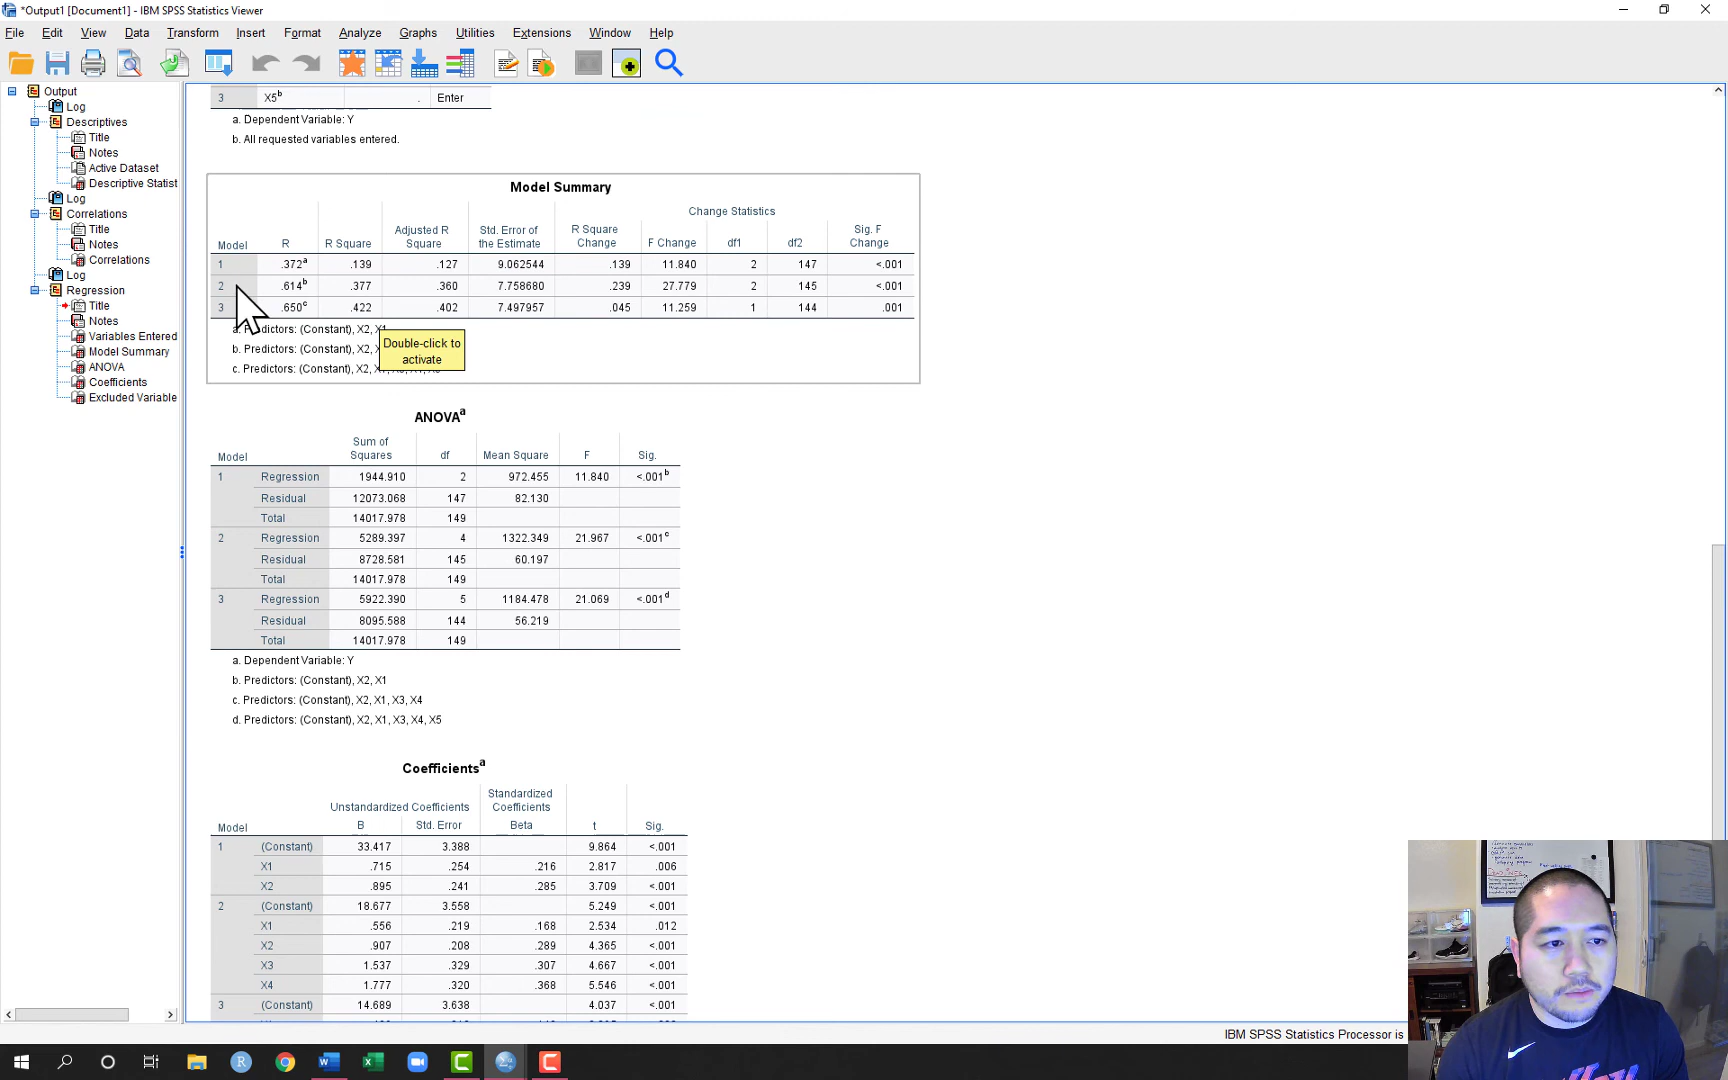 *Output1 [Document1] - IBM SPSS Statistics Viewer
File Edit View Data Transform Insert Format Analyze Graphs Utilities Extensions Window Help
Output
Log
Descriptives
Title
Notes
Active Dataset
Descriptive Statist
Log
Correlations
Title
Notes
Correlations
Log
Regression
Title
Notes
Variables Entered
Model Summary
ANOVA
Coefficients
Excluded Variable
3 X5b . Enter
a. Dependent Variable: Y
b. All requested variables entered.
Model Summary
Change Statistics
Model R R Square Adjusted R Square Std. Error of the Estimate R Square Change F Change df1 df2 Sig. F Change
1 .372a .139 .127 9.062544 .139 11.840 2 147 <.001
2 .614b .377 .360 7.758680 .239 27.779 2 145 <.001
3 .650c .422 .402 7.497957 .045 11.259 1 144 .001
a. Predictors: (Constant), X2, X1
b. Predictors: (Constant), X2,
c. Predictors: (Constant), X2,
Double-click to
activate
ANOVAa
Model Sum of Squares df Mean Square F Sig.
1 Regression 1944.910 2 972.455 11.840 <.001b
Residual 12073.068 147 82.130
Total 14017.978 149
2 Regression 5289.397 4 1322.349 21.967 <.001c
Residual 8728.581 145 60.197
Total 14017.978 149
3 Regression 5922.390 5 1184.478 21.069 <.001d
Residual 8095.588 144 56.219
Total 14017.978 149
a. Dependent Variable: Y
b. Predictors: (Constant), X2, X1
c. Predictors: (Constant), X2, X1, X3, X4
d. Predictors: (Constant), X2, X1, X3, X4, X5
Coefficientsa
Unstandardized Coefficients Standardized Coefficients
Model B Std. Error Beta t Sig.
1 (Constant) 33.417 3.388 9.864 <.001
X1 .715 .254 .216 2.817 .006
X2 .895 .241 .285 3.709 <.001
2 (Constant) 18.677 3.558 5.249 <.001
X1 .556 .219 .168 2.534 .012
X2 .907 .208 .289 4.365 <.001
X3 1.537 .329 .307 4.667 <.001
X4 1.777 .320 .368 5.546 <.001
3 (Constant) 14.689 3.638 4.037 <.001
IBM SPSS Statistics Processor is